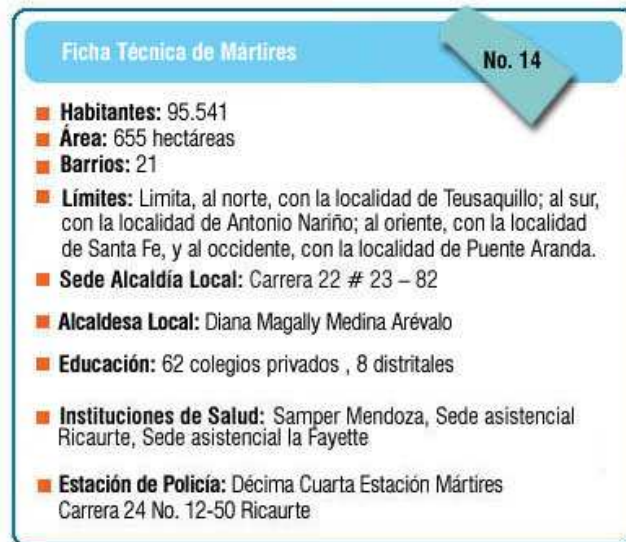 Ficha Técnica de Mártires
No. 14
Habitantes: 95.541
Área: 655 hectáreas
Barrios: 21
Límites: Limita, al norte, con la localidad de Teusaquillo; al sur,
con la localidad de Antonio Nariño; al oriente, con la localidad
de Santa Fe, y al occidente, con la localidad de Puente Aranda.
Sede Alcaldía Local: Carrera 22 # 23 – 82
Alcaldesa Local: Diana Magally Medina Arévalo
Educación: 62 colegios privados , 8 distritales
Instituciones de Salud: Samper Mendoza, Sede asistencial
Ricaurte, Sede asistencial la Fayette
Estación de Policía: Décima Cuarta Estación Mártires
Carrera 24 No. 12-50 Ricaurte